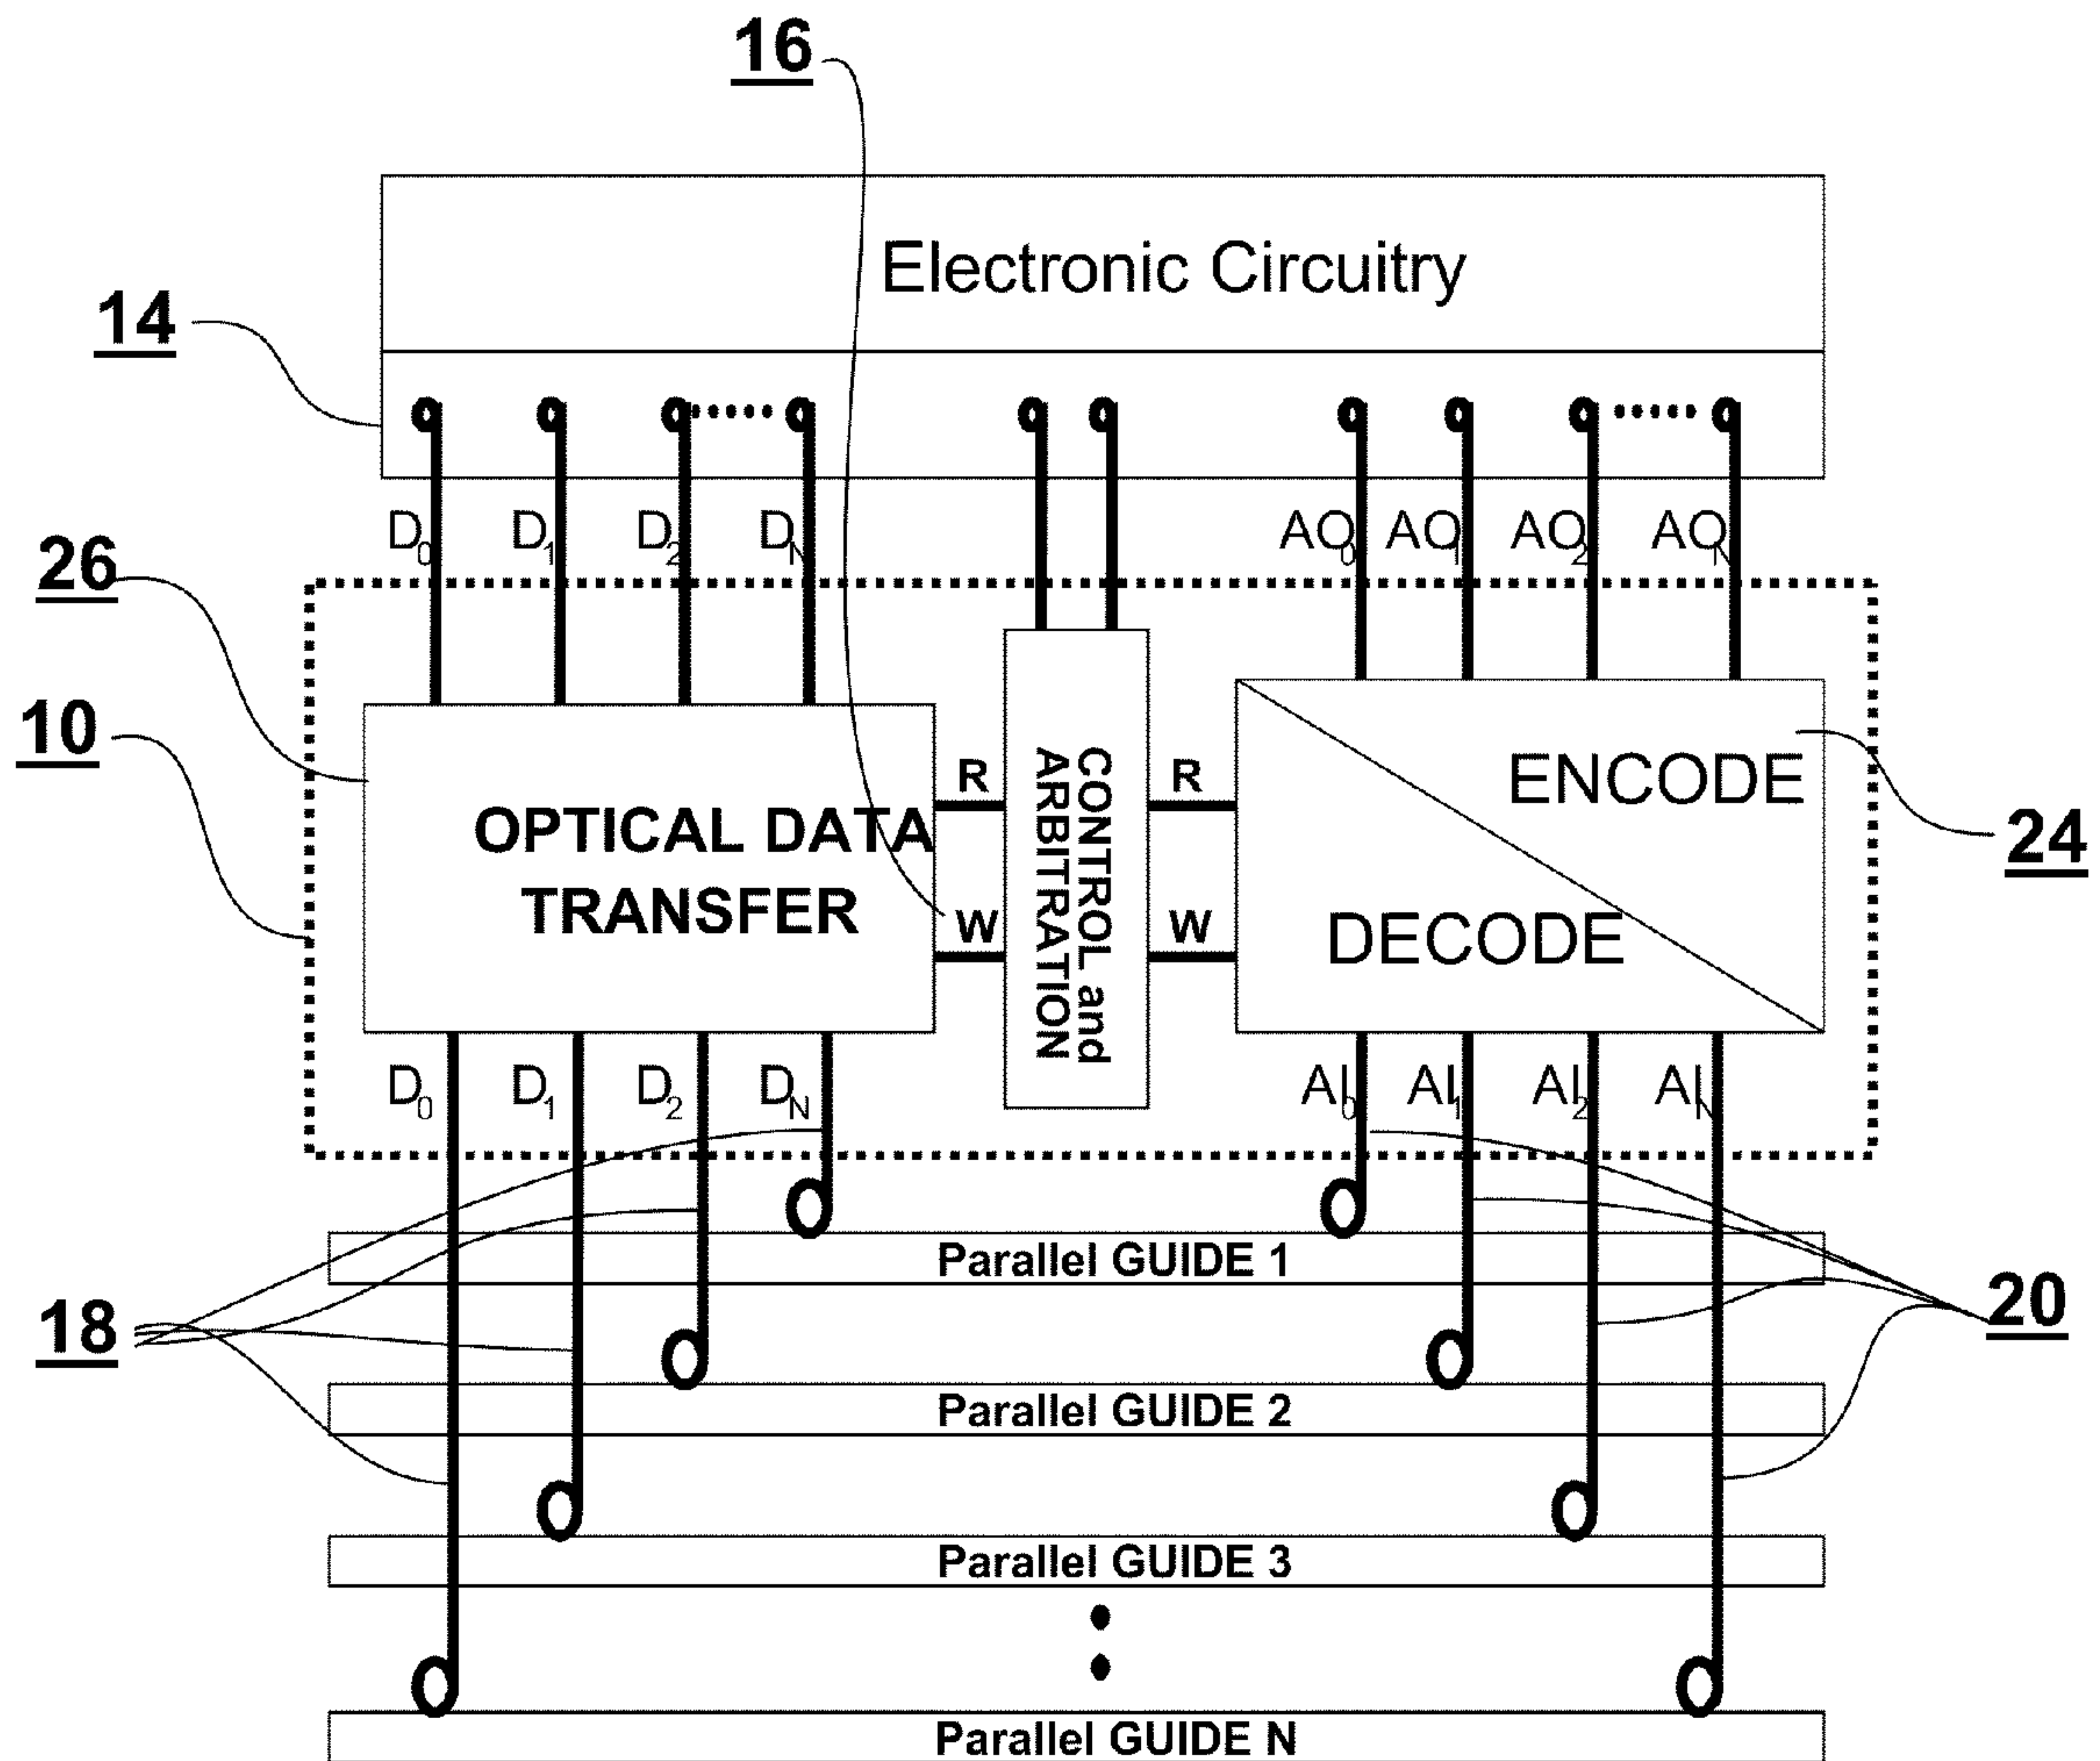 16
Electronic Circuitry
14
D0 D1 D2 DN AO0 AO1 AO2 AON
26
10
R R
CONTROL and
ARBITRATION
ENCODE
OPTICAL DATA
TRANSFER
24
W W
DECODE
D0 D1 D2 DN AI0 AI1 AI2 AIN
Parallel GUIDE 1
18
20
Parallel GUIDE 2
Parallel GUIDE 3
Parallel GUIDE N